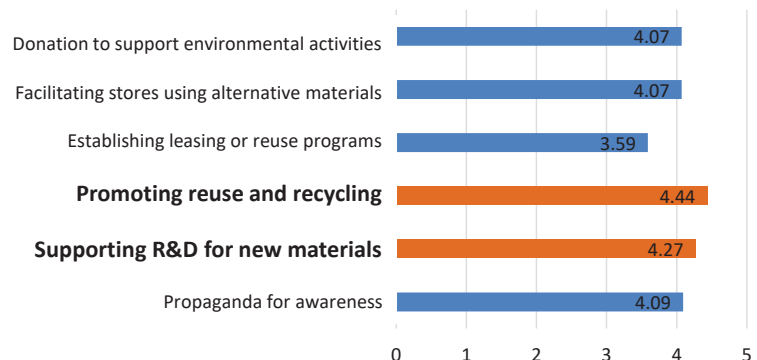 Donation to support environmental activities 4.07
Facilitating stores using alternative materials 4.07
Establishing leasing or reuse programs 3.59
Promoting reuse and recycling 4.44
Supporting R&D for new materials 4.27
Propaganda for awareness 4.09
0 1 2 3 4 5